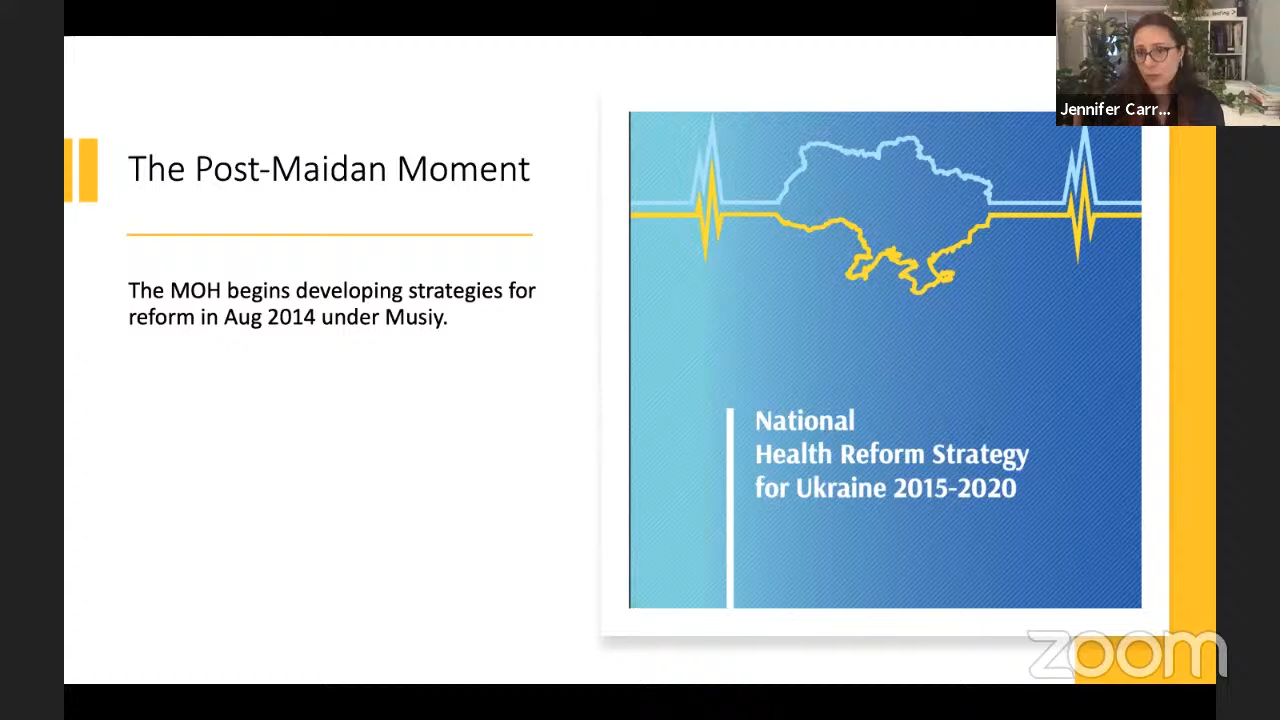 Jennifer Carr...
The Post-Maidan Moment
The MOH begins developing strategies for
reform in Aug 2014 under Musiy.
National
Health Reform Strategy
for Ukraine 2015-2020
zoom